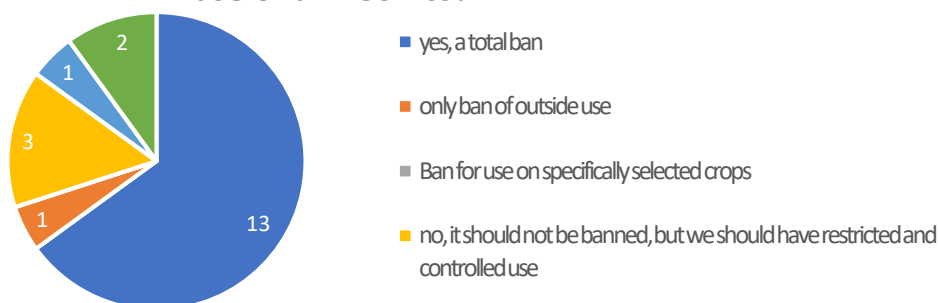 2
1
3
1
13
yes, a total ban
only ban of outside use
Ban for use on specifically selected crops
no, it should not be banned, but we should have restricted and
controlled use